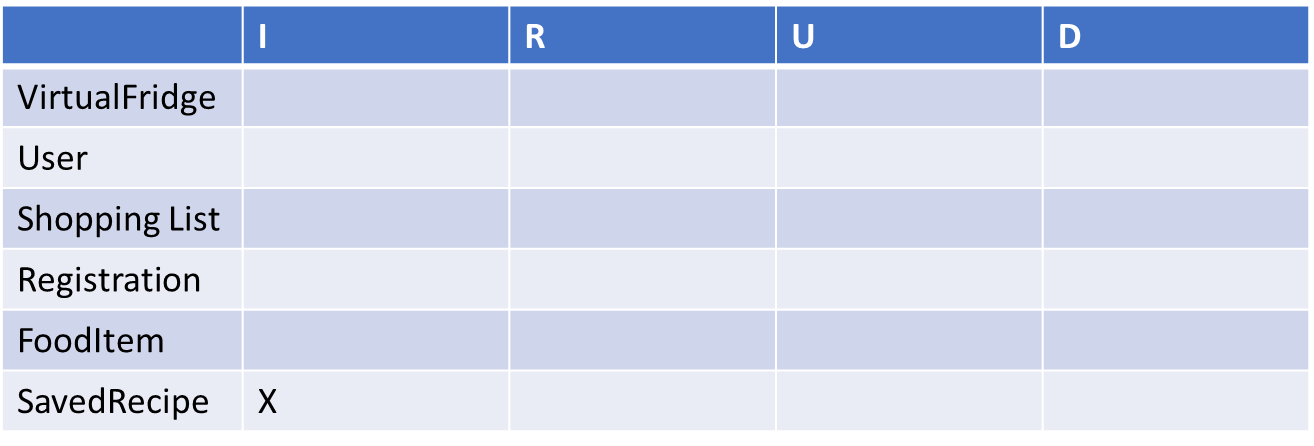 I R U D
VirtualFridge
User
Shopping List
Registration
FoodItem
SavedRecipe X